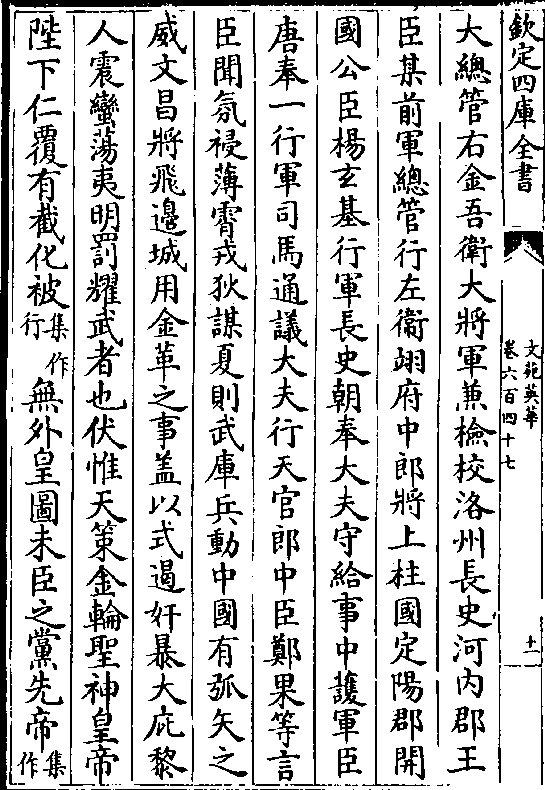 欽定四庫全書
文苑英華
卷六百四十七
十一
大總管右金吾衛大將軍兼檢校洛州長史河内郡王
臣某前軍總管行左衞翊府中郎將上柱國定陽郡開
國公臣楊玄基行軍長史朝奉大夫守給事中護軍臣
唐奉一行軍司馬通議大夫行天官郎中臣鄭果等言
臣聞氛祲薄霄戎狄謀夏則武庫兵動中國有弧矢之
威文昌將飛邊城用金革之事盖以式遏奸暴大庇黎
人震蠻蕩夷明罰耀武者也伏惟天策金輪聖神皇帝
陛下仁覆有截化被集作行無外皇圖未臣之黨先帝集作